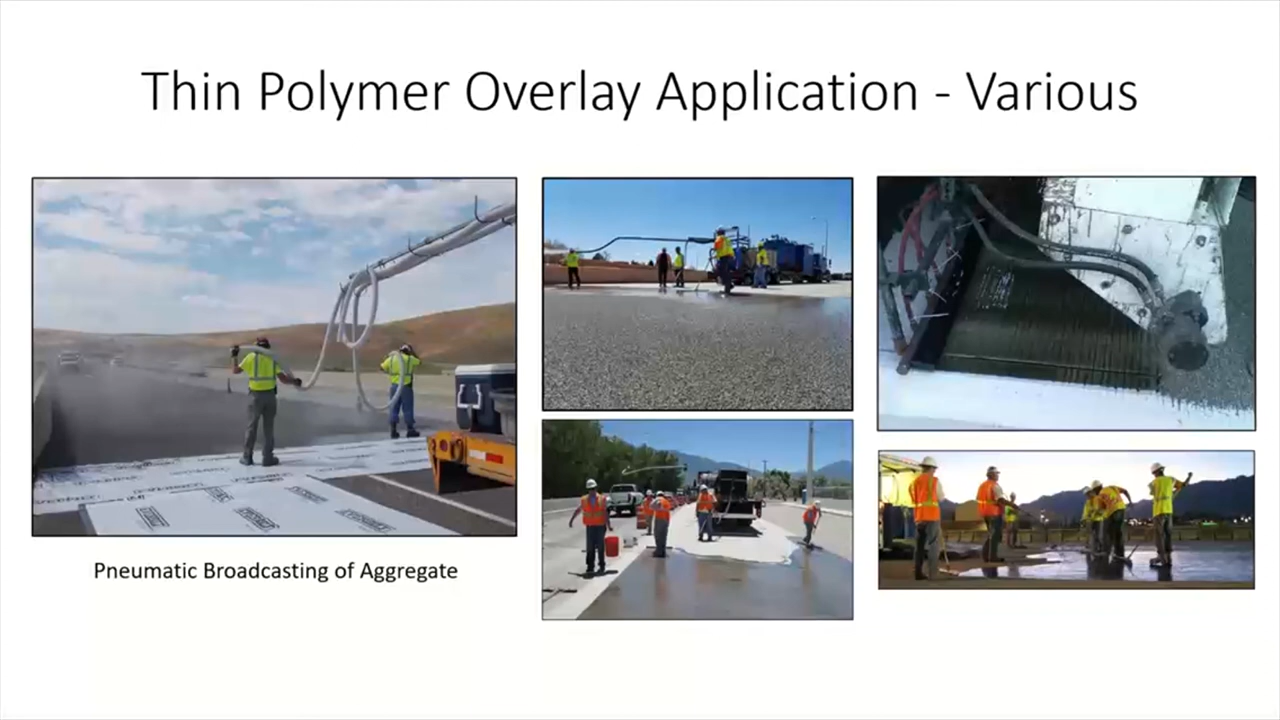 Thin Polymer Overlay Application - Various
Pneumatic Broadcasting of Aggregate